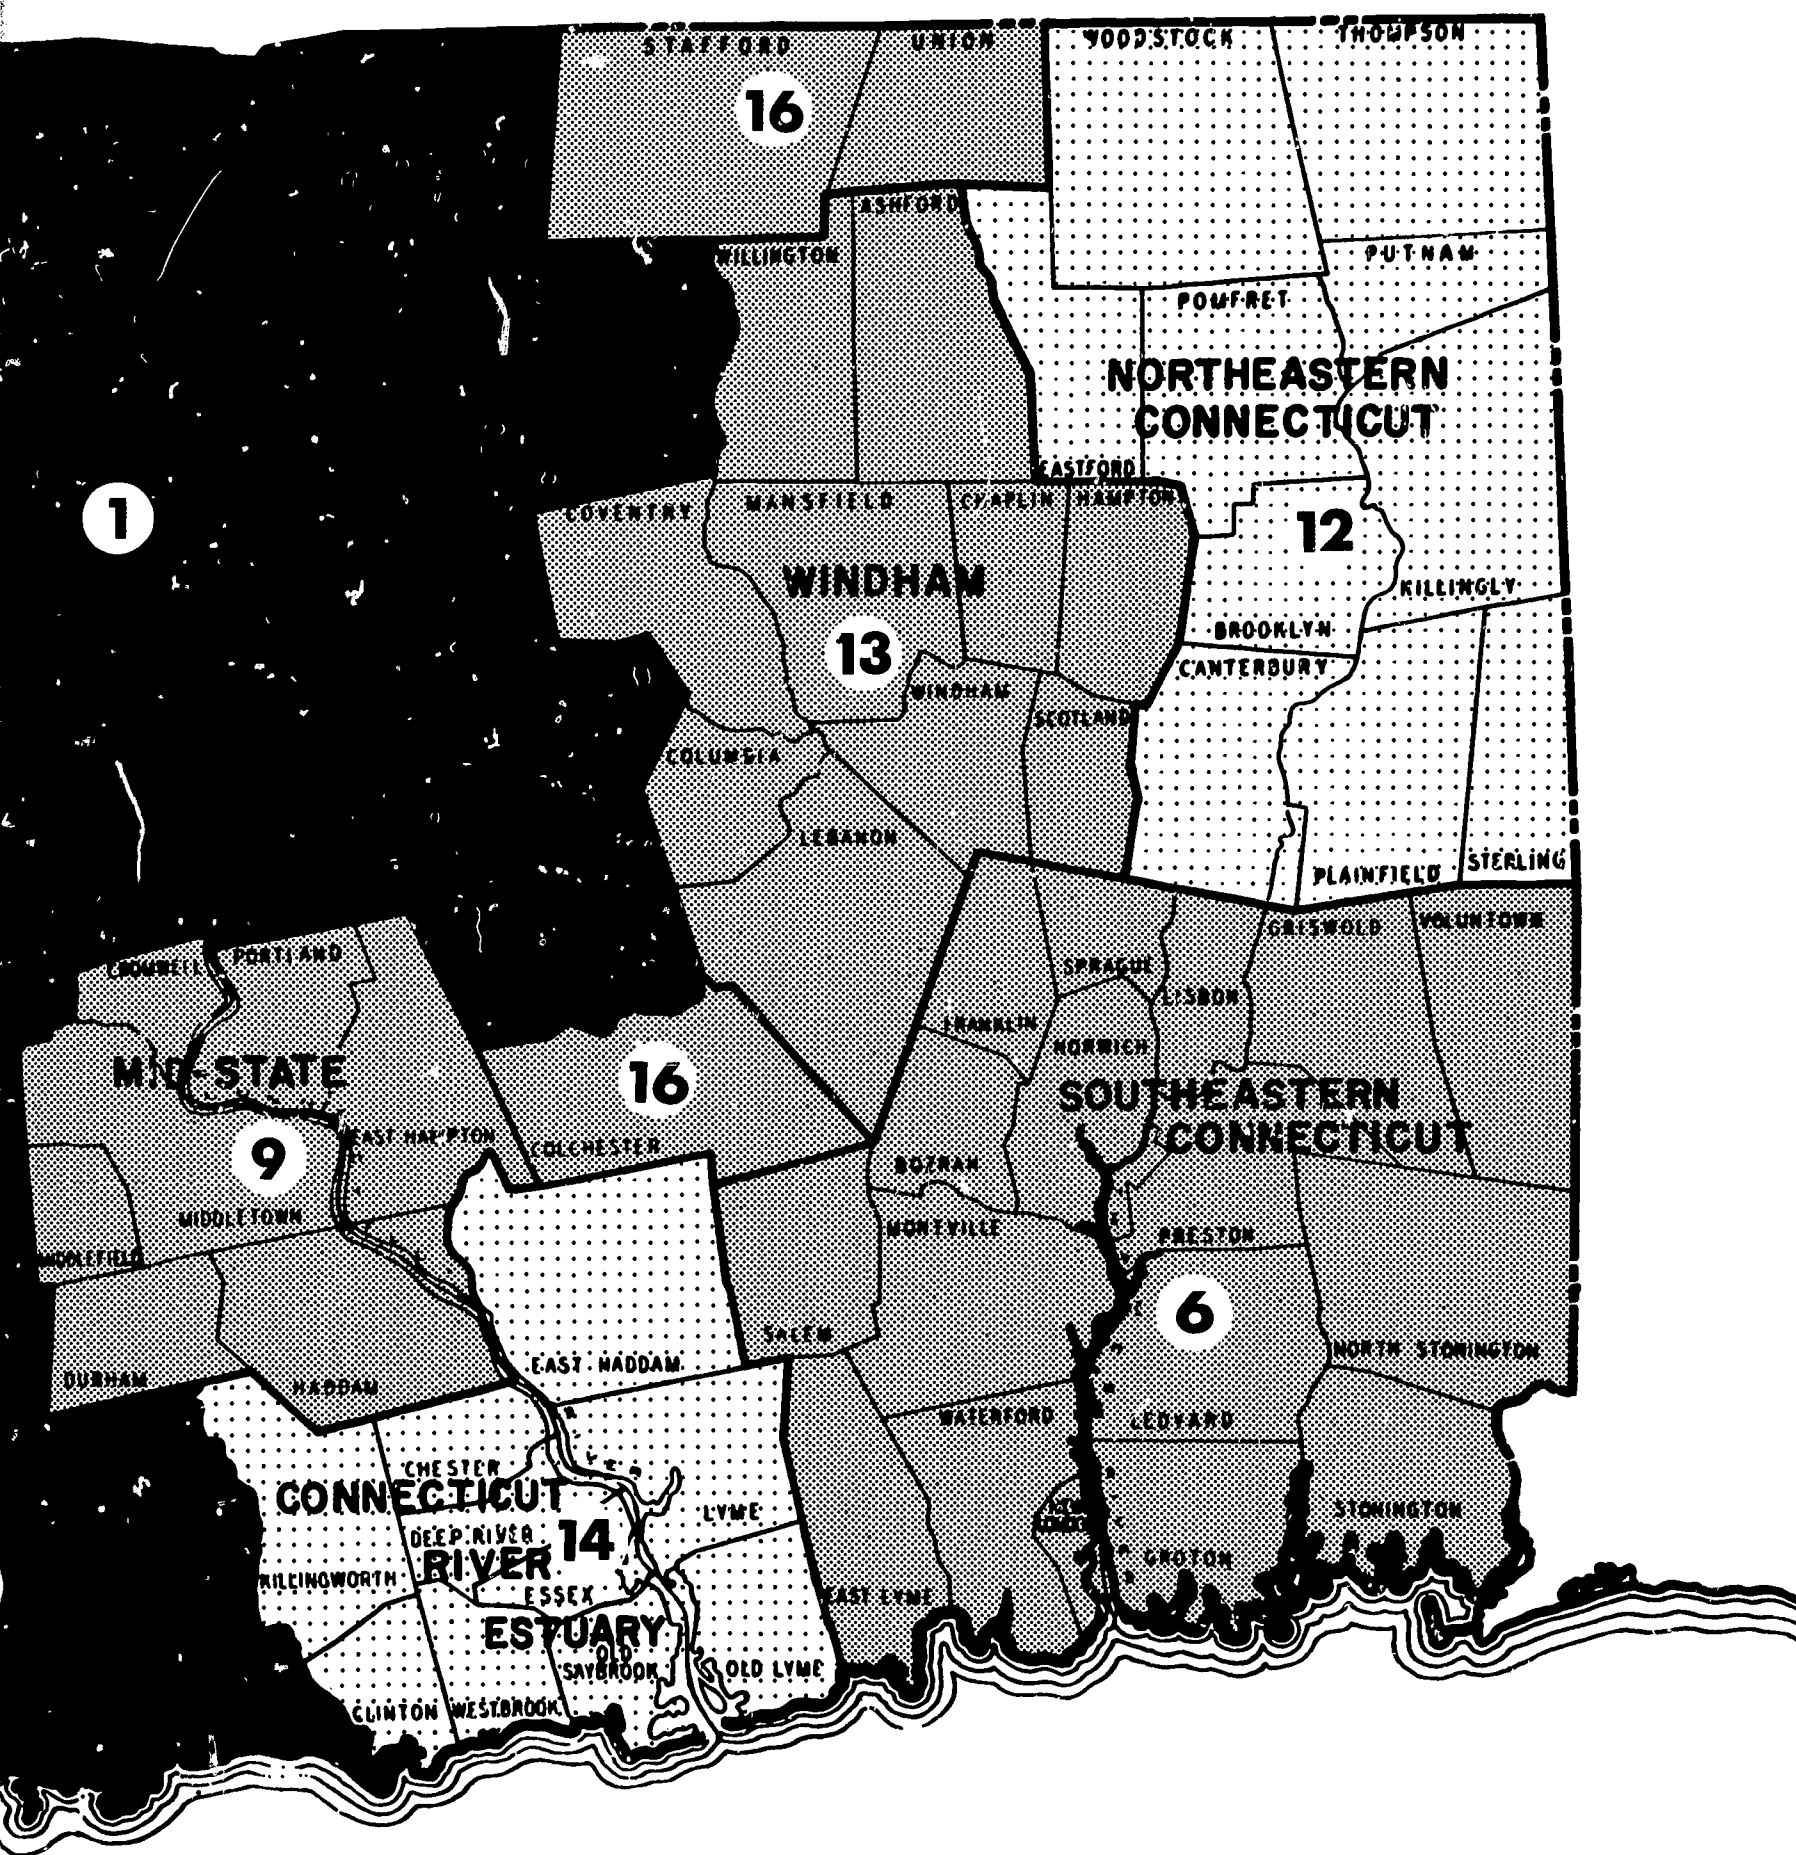 STAFFORD
UNION
WOODSTOCK
THOMPSON
16
ASHFORD
WILLINGTON
PUTNAM
POMFRET
NORTHEASTERN
CONNECTICUT
EASTFORD
COVENTRY
MANSFIELD
CHAPLIN
HAMPTON
1
12
WINDHAM
KILLINGLY
13
BROOKLYN
CANTERBURY
WINDHAM
SCOTLAND
COLUMBIA
LEBANON
PLAINFIELD
STERLING
GRISWOLD
VOLUNTOWN
CROMWELL
PORTLAND
SPRAGUE
LISBON
FRANKLIN
NORWICH
MID-STATE
16
SOUTHEASTERN
CONNECTICUT
EAST HAMPTON
COLCHESTER
9
BOZRAH
MIDDLETOWN
MONTVILLE
PRESTON
MIDDLEFIELD
6
SALEM
NORTH STONINGTON
EAST HADDAM
DURHAM
HADDAM
WATERFORD
LEDYARD
CHESTER
CONNECTICUT
LYME
STONINGTON
DEEP RIVER
14
RIVER
GROTON
KILLINGWORTH
ESSEX
EAST LYME
ESTUARY
OLD
SAYBROOK
OLD LYME
CLINTON
WESTBROOK